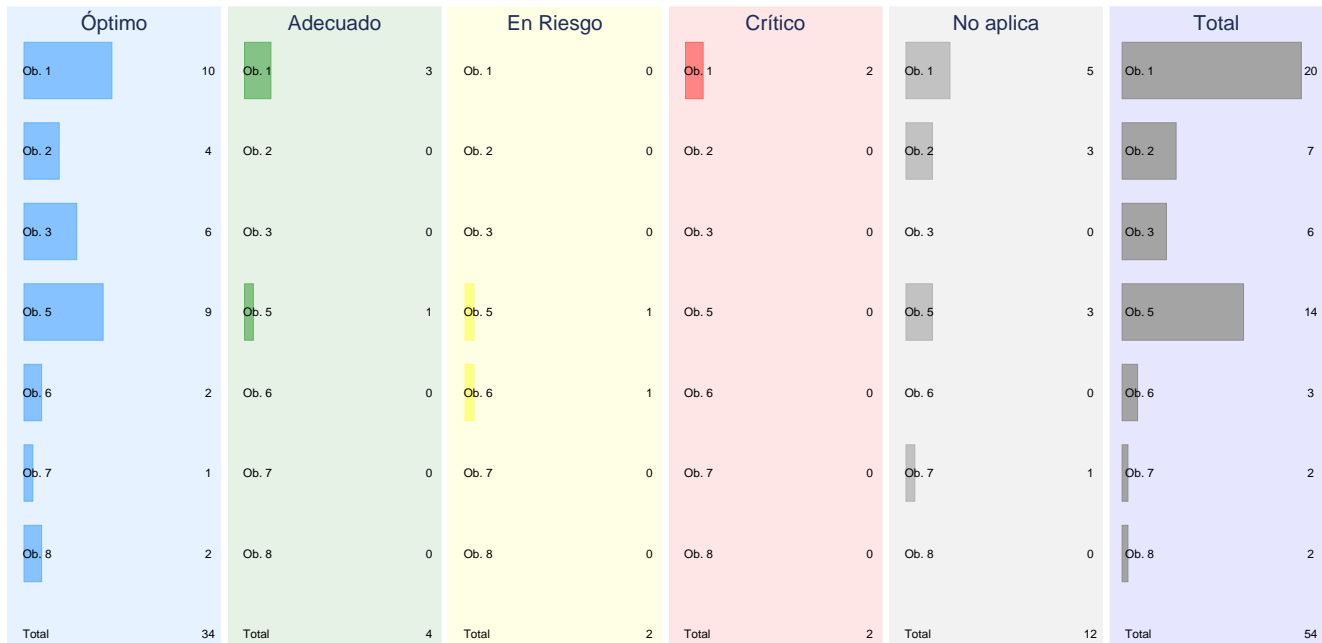 Óptimo Adecuado En Riesgo Crítico No aplica Total
Ob. 1 10 Ob. 1 3 Ob. 1 0 Ob. 1 2 Ob. 1 5 Ob. 1 20
Ob. 2 4 Ob. 2 0 Ob. 2 0 Ob. 2 0 Ob. 2 3 Ob. 2 7
Ob. 3 6 Ob. 3 0 Ob. 3 0 Ob. 3 0 Ob. 3 0 Ob. 3 6
Ob. 5 9 Ob. 5 1 Ob. 5 1 Ob. 5 0 Ob. 5 3 Ob. 5 14
Ob. 6 2 Ob. 6 0 Ob. 6 1 Ob. 6 0 Ob. 6 0 Ob. 6 3
Ob. 7 1 Ob. 7 0 Ob. 7 0 Ob. 7 0 Ob. 7 1 Ob. 7 2
Ob. 8 2 Ob. 8 0 Ob. 8 0 Ob. 8 0 Ob. 8 0 Ob. 8 2
Total 34 Total 4 Total 2 Total 2 Total 12 Total 54